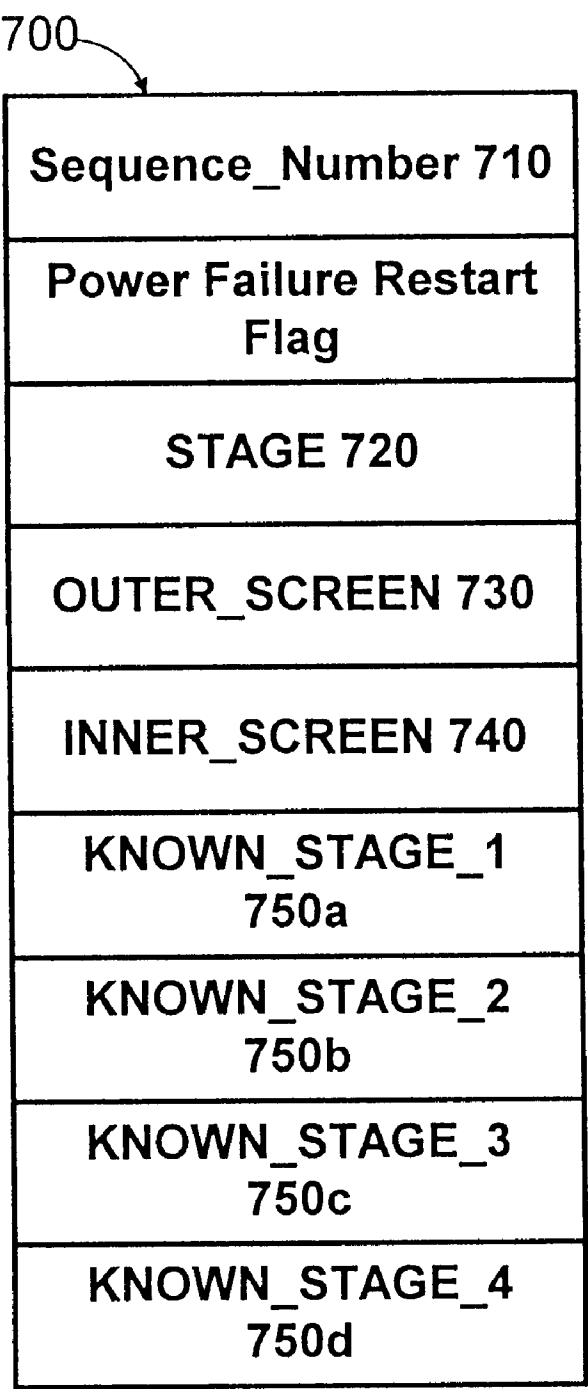 700
Sequence_Number 710
Power Failure Restart
Flag
STAGE 720
OUTER_SCREEN 730
INNER_SCREEN 740
KNOWN_STAGE_1
750a
KNOWN_STAGE_2
750b
KNOWN_STAGE_3
750c
KNOWN_STAGE_4
750d